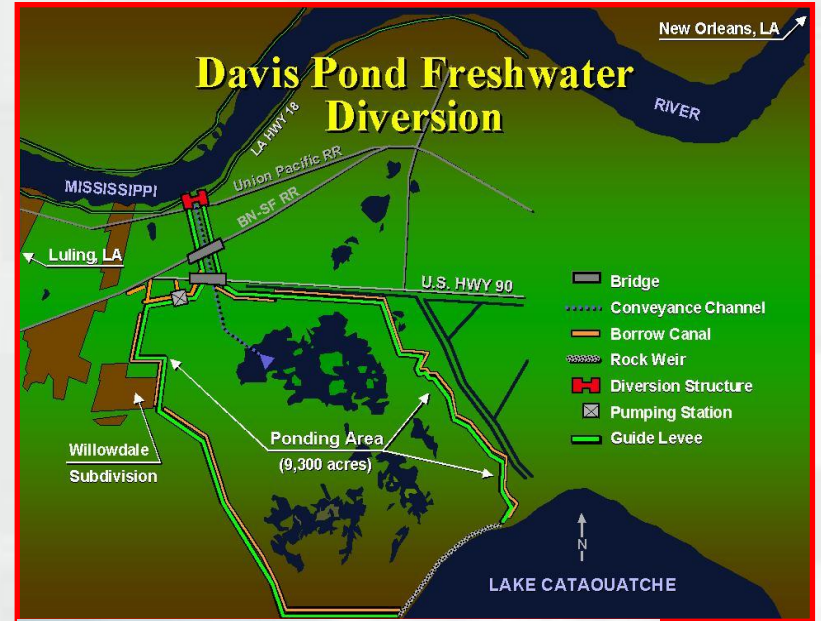 New Orleans, LA
Davis Pond Freshwater
Diversion
RIVER
LA HWY 18
Union Pacific RR
MISSISSIPPI
BN-SF RR
Luling, LA
U.S. HWY 90
Bridge
Conveyance Channel
Borrow Canal
Rock Weir
Diversion Structure
Pumping Station
Guide Levee
Ponding Area
(9,300 acres)
Willowdale
Subdivision
N
LAKE CATAOUATCHE